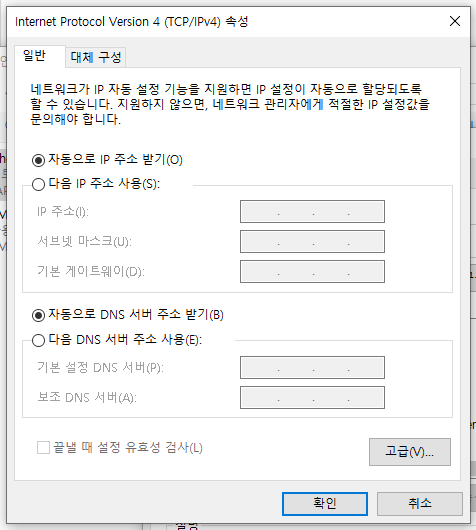 Internet Protocol Version 4 (TCP/IPv4) 속성
일반
대체 구성
네트워크가 IP 자동 설정 기능을 지원하면 IP 설정이 자동으로 할당되도록
할 수 있습니다. 지원하지 않으면, 네트워크 관리자에게 적절한 IP 설정값을
문의해야 합니다.
자동으로 IP 주소 받기(O)
다음 IP 주소 사용(S):
IP 주소(I):
서브넷 마스크(U):
기본 게이트웨이(D):
자동으로 DNS 서버 주소 받기(B)
다음 DNS 서버 주소 사용(E):
기본 설정 DNS 서버(P):
보조 DNS 서버(A):
끝낼 때 설정 유효성 검사(L)
고급(V)...
확인
취소